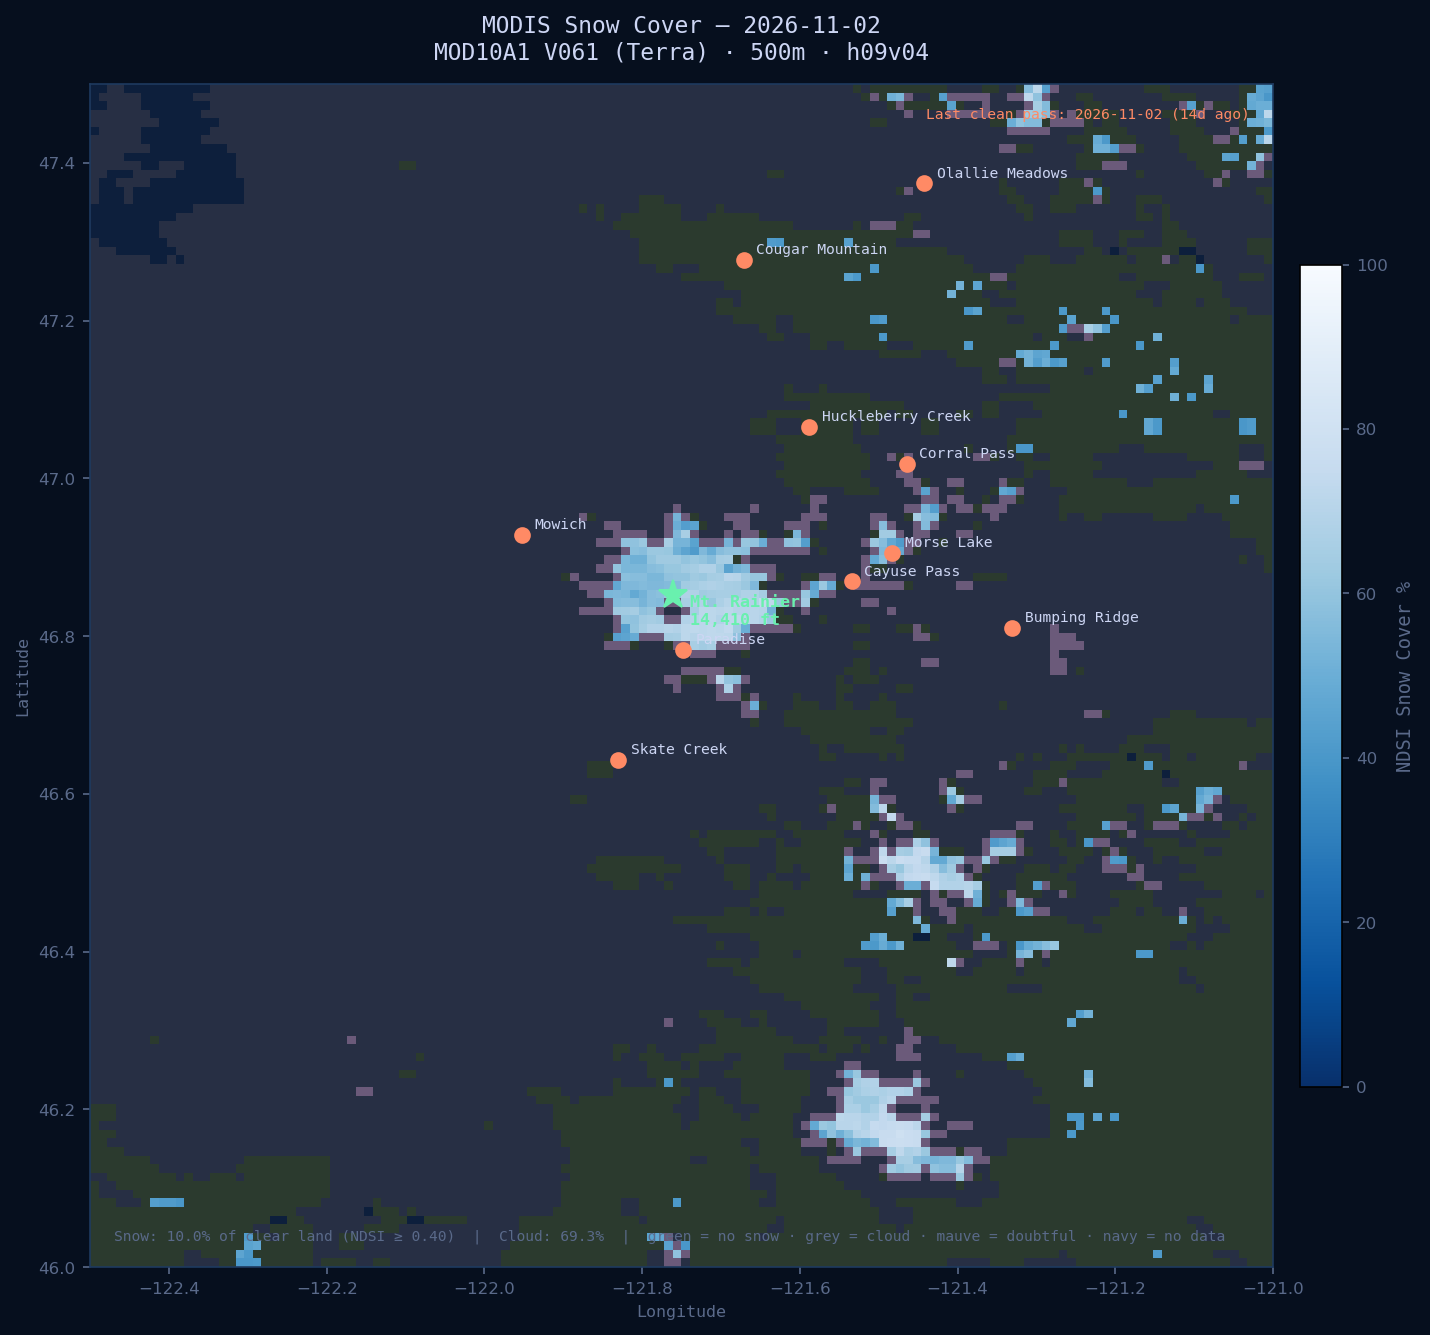 MODIS Snow Cover — 2026-11-02
MOD10A1 V061 (Terra) · 500m · h09v04
Last clean pass: 2026-11-02 (14d ago)
47.4
Olallie Meadows
Cougar Mountain
47.2
Huckleberry Creek
Corral Pass
47.0
Mowich
Morse Lake
Cayuse Pass
Mt. Rainier
14,410 ft
Bumping Ridge
46.8
Paradise
Skate Creek
46.6
46.4
46.2
46.0
Latitude
Snow: 10.0% of clear land (NDSI ≥ 0.40) | Cloud: 69.3% | green = no snow · grey = cloud · mauve = doubtful · navy = no data
−122.4 −122.2 −122.0 −121.8 −121.6 −121.4 −121.2 −121.0
Longitude
100
80
60
40
20
0
NDSI Snow Cover %